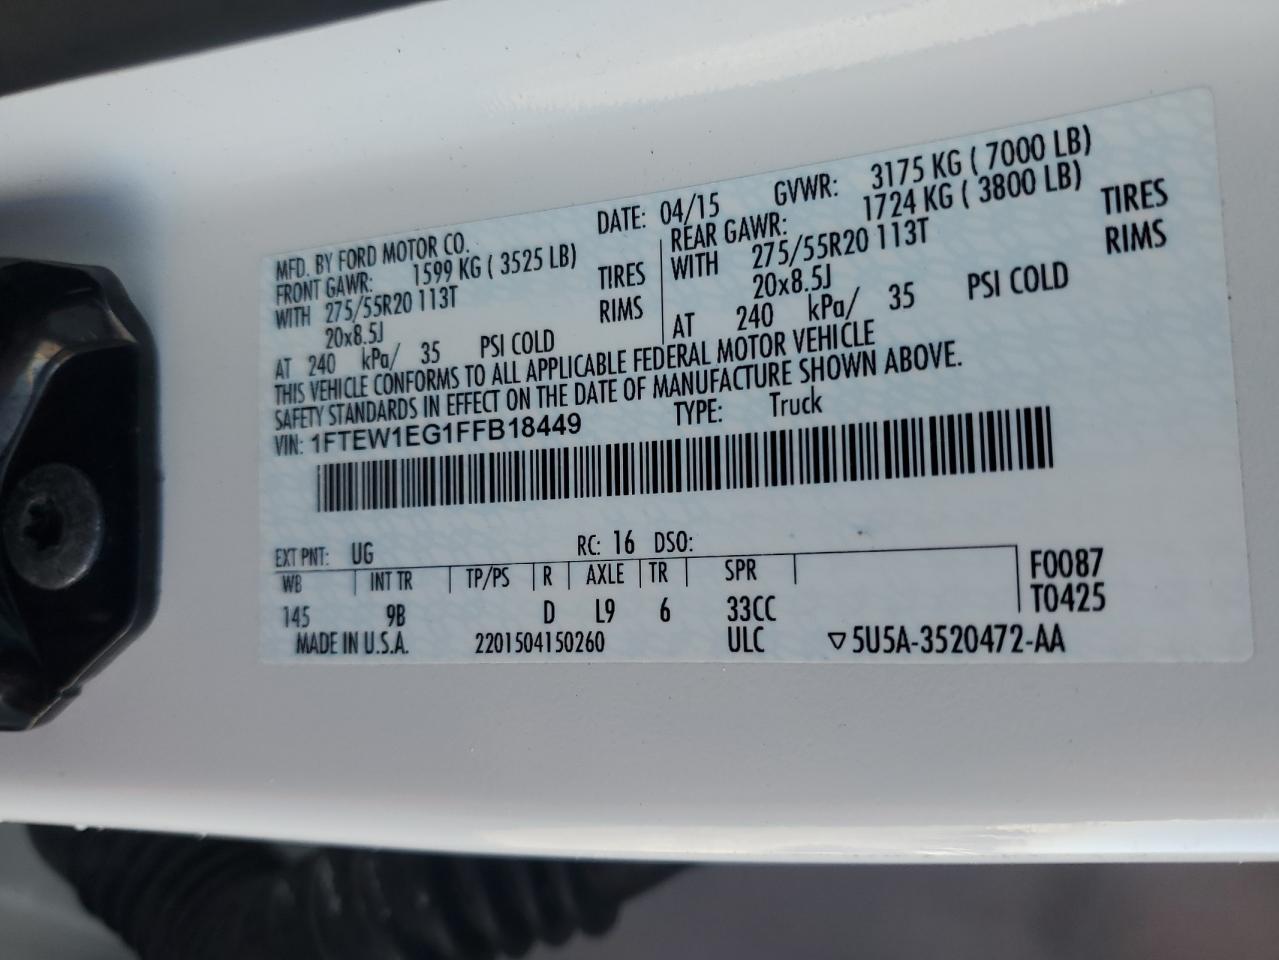 MFD. BY FORD MOTOR CO.
DATE: 04/15 GVWR: 3175 KG ( 7000 LB)
FRONT GAWR: 1599 KG ( 3525 LB)
WITH 275/55R20 113T TIRES
20x8.5J RIMS
AT 240 kPa/ 35 PSI COLD
REAR GAWR: 1724 KG ( 3800 LB)
WITH 275/55R20 113T TIRES
20x8.5J RIMS
AT 240 kPa/ 35 PSI COLD
THIS VEHICLE CONFORMS TO ALL APPLICABLE FEDERAL MOTOR VEHICLE
SAFETY STANDARDS IN EFFECT ON THE DATE OF MANUFACTURE SHOWN ABOVE.
VIN: 1FTEW1EG1FFB18449 TYPE: Truck
EXT PNT: UG RC: 16 DSO:
WB INT TR TP/PS R AXLE TR SPR
145 9B D L9 6 33CC
F0087
T0425
MADE IN U.S.A. 2201504150260 ULC ▽5U5A-3520472-AA